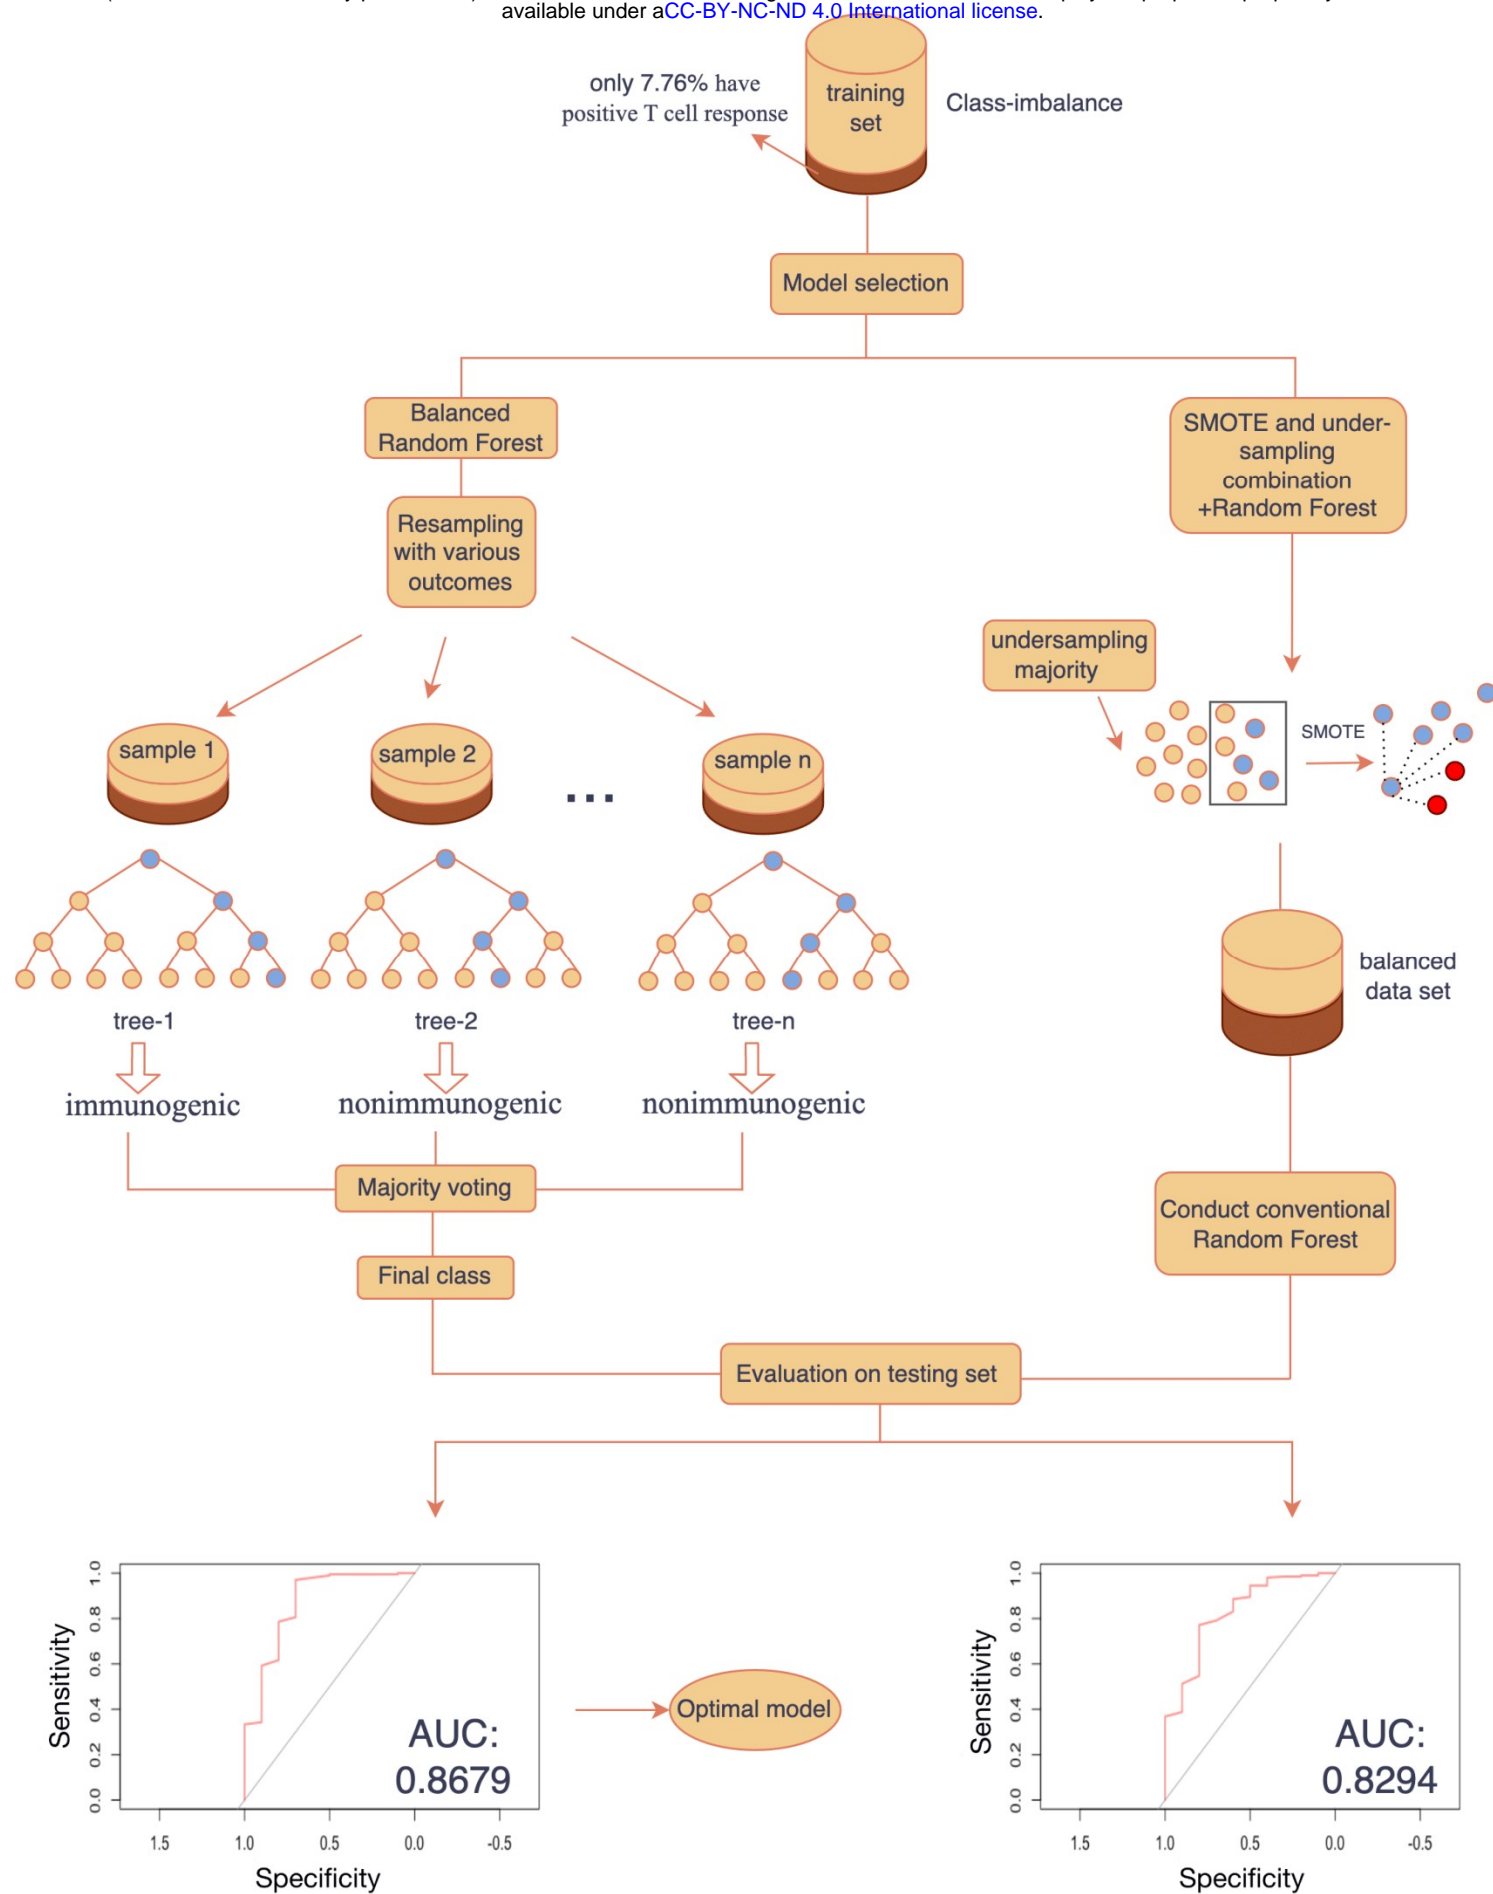 available under aCC-BY-NC-ND 4.0 International license.
only 7.76% have
positive T cell response
training
set
Class-imbalance
Model selection
Balanced
Random Forest
SMOTE and under-
sampling
combination
+Random Forest
Resampling
with various
outcomes
undersampling
majority
SMOTE
sample 1
sample 2
...
sample n
balanced
data set
tree-1
tree-2
tree-n
immunogenic
nonimmunogenic
nonimmunogenic
Majority voting
Conduct conventional
Random Forest
Final class
Evaluation on testing set
Sensitivity
0.0 0.2 0.4 0.6 0.8 1.0
AUC:
0.8679
1.5 1.0 0.5 0.0 -0.5
Specificity
Optimal model
Sensitivity
0.0 0.2 0.4 0.6 0.8 1.0
AUC:
0.8294
1.5 1.0 0.5 0.0 -0.5
Specificity